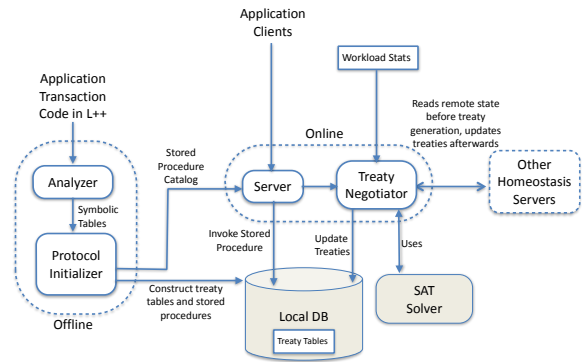 Application
Clients
Workload Stats
Application
Transaction
Code in L++
Reads remote state
before treaty
generation, updates
treaties afterwards
Online
Stored
Procedure
Catalog
Analyzer
Server
Treaty
Negotiator
Other
Homeostasis
Servers
Symbolic
Tables
Invoke Stored
Procedure
Update
Treaties
Uses
Protocol
Initializer
Construct treaty
tables and stored
procedures
Offline
Local DB
Treaty Tables
SAT
Solver